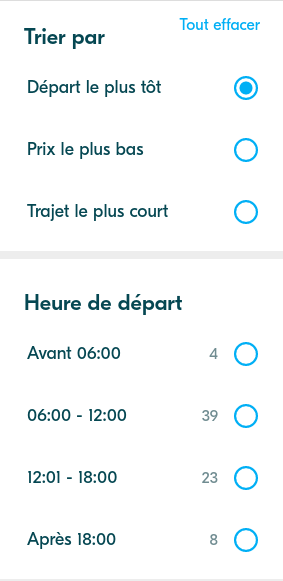 Tout effacer
Trier par
Départ le plus tôt
Prix le plus bas
Trajet le plus court
Heure de départ
Avant 06:00 4
06:00 - 12:00 39
12:01 - 18:00 23
Après 18:00 8